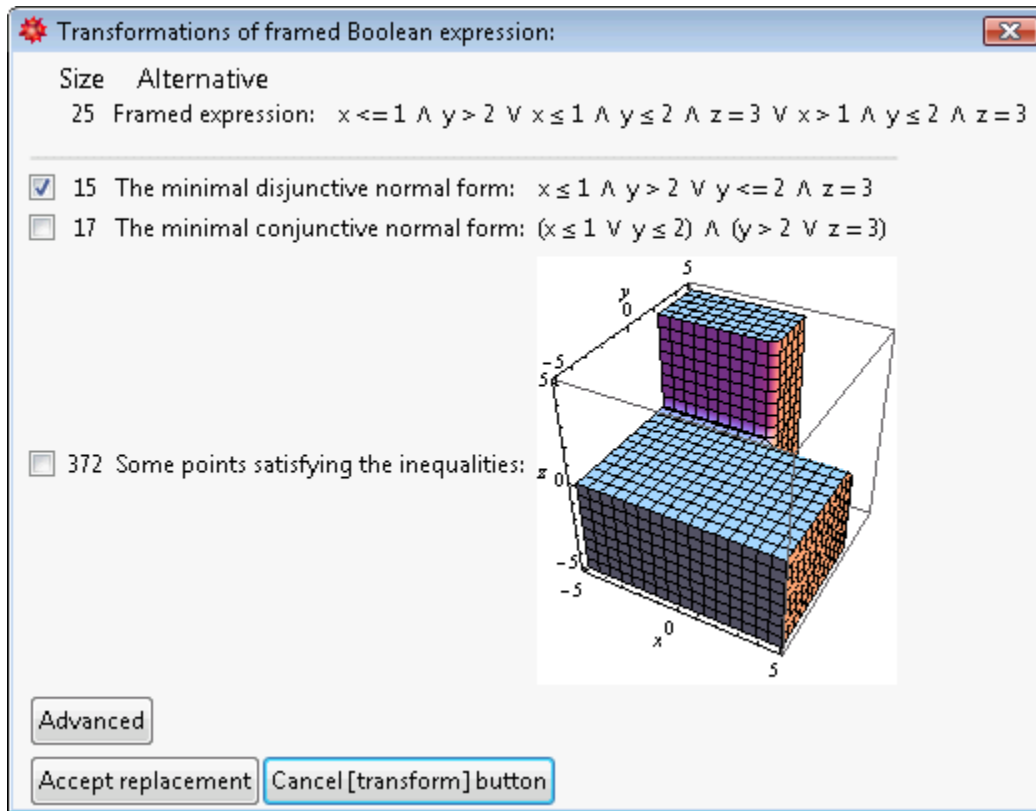 Transformations of framed Boolean expression:
Size Alternative
25 Framed expression: x <= 1 ∧ y > 2 ∨ x ≤ 1 ∧ y ≤ 2 ∧ z = 3 ∨ x > 1 ∧ y ≤ 2 ∧ z = 3
15 The minimal disjunctive normal form: x ≤ 1 ∧ y > 2 ∨ y <= 2 ∧ z = 3
17 The minimal conjunctive normal form: (x ≤ 1 ∨ y ≤ 2) ∧ (y > 2 ∨ z = 3)
5
y
0
-5
5
372 Some points satisfying the inequalities:
z 0
-5
-5
x 0
5
Advanced
Accept replacement Cancel [transform] button